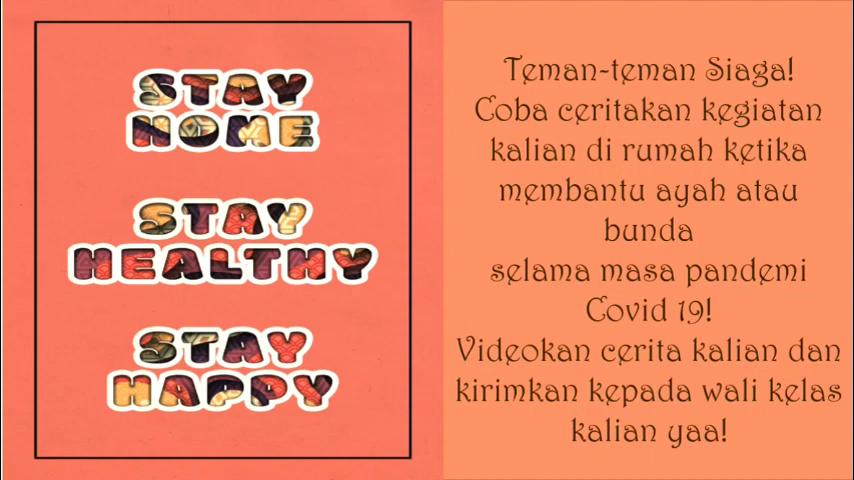 STAY
HOME
STAY
HEALTHY
STAY
HAPPY
Teman-teman Siaga!
Coba ceritakan kegiatan
kalian di rumah ketika
membantu ayah atau
bunda
selama masa pandemi
Covid 19!
Videokan cerita kalian dan
kirimkan kepada wali kelas
kalian yaa!